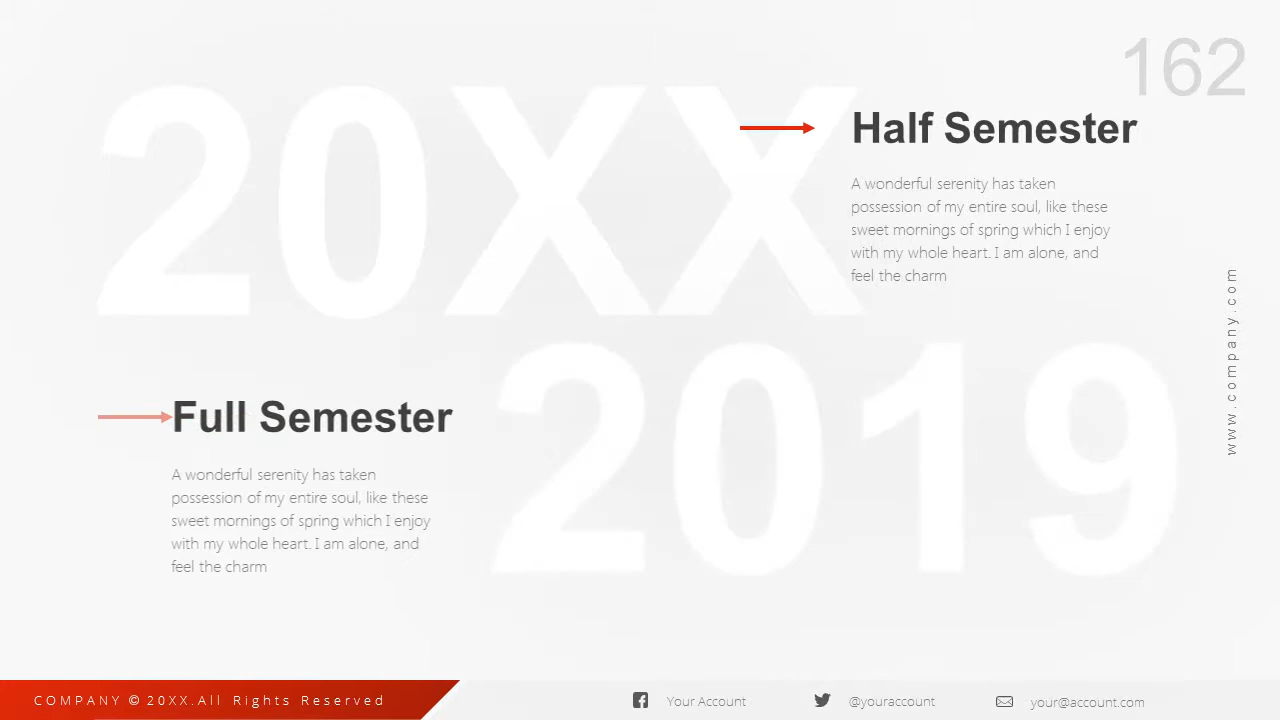 162
20XX
Half Semester
A wonderful serenity has taken
possession of my entire soul, like these
sweet mornings of spring which I enjoy
with my whole heart. I am alone, and
feel the charm
www.company.com
2019
Full Semester
A wonderful serenity has taken
possession of my entire soul, like these
sweet mornings of spring which I enjoy
with my whole heart. I am alone, and
feel the charm
COMPANY © 20XX.All Rights Reserved
Your Account
@youraccount
your@account.com